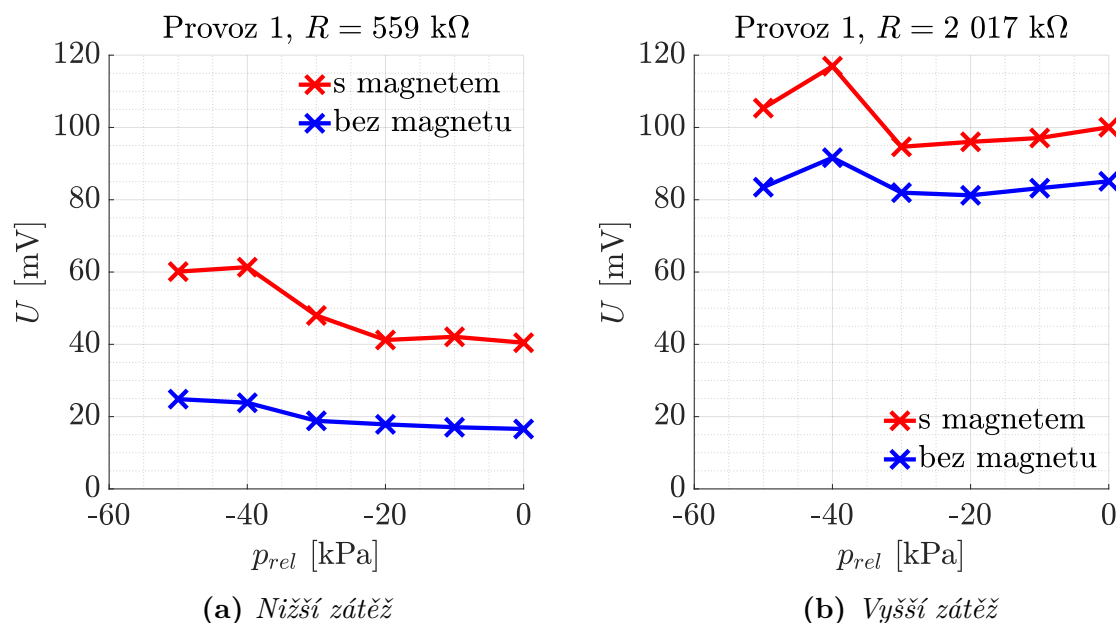 Provoz 1, R = 559 kΩ
120
100
80
60
40
20
0
-60
-40
-20
0
U [mV]
p_rel [kPa]
s magnetem
bez magnetu
(a) Nižší zátěž
Provoz 1, R = 2 017 kΩ
120
100
80
60
40
20
0
-60
-40
-20
0
U [mV]
p_rel [kPa]
s magnetem
bez magnetu
(b) Vyšší zátěž